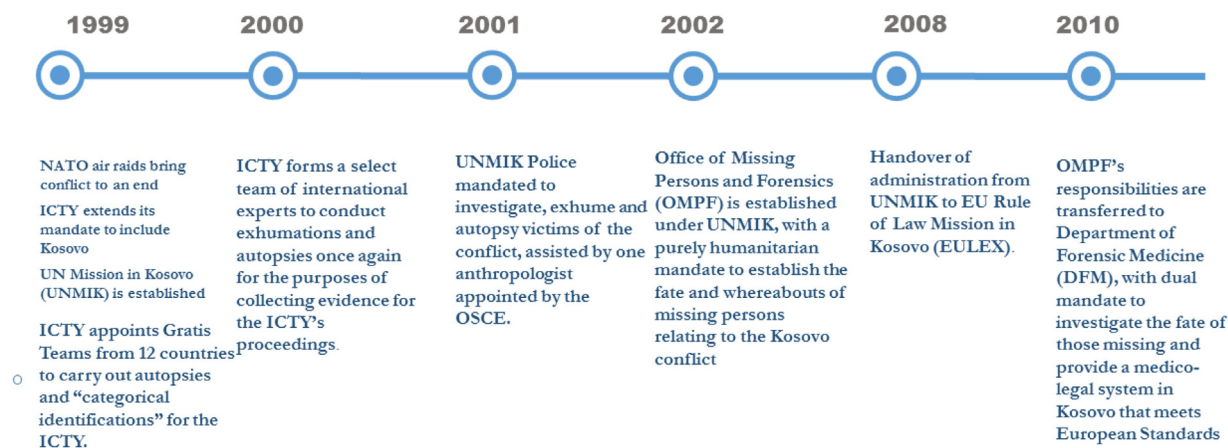 1999
2000
2001
2002
2008
2010
NATO air raids bring
conflict to an end
ICTY extends its
mandate to include
Kosovo
UN Mission in Kosovo
(UNMIK) is established
ICTY appoints Gratis
Teams from 12 countries
to carry out autopsies
and “categorical
identifications” for the
ICTY.
ICTY forms a select
team of international
experts to conduct
exhumations and
autopsies once again
for the purposes of
collecting evidence for
the ICTY’s
proceedings.
UNMIK Police
mandated to
investigate, exhume and
autopsy victims of the
conflict, assisted by one
anthropologist
appointed by the
OSCE.
Office of Missing
Persons and Forensics
(OMPF) is established
under UNMIK, with a
purely humanitarian
mandate to establish the
fate and whereabouts of
missing persons
relating to the Kosovo
conflict
Handover of
administration from
UNMIK to EU Rule
of Law Mission in
Kosovo (EULEX).
OMPF’s
responsibilities are
transferred to
Department of
Forensic Medicine
(DFM), with dual
mandate to
investigate the fate of
those missing and
provide a medico-
legal system in
Kosovo that meets
European Standards